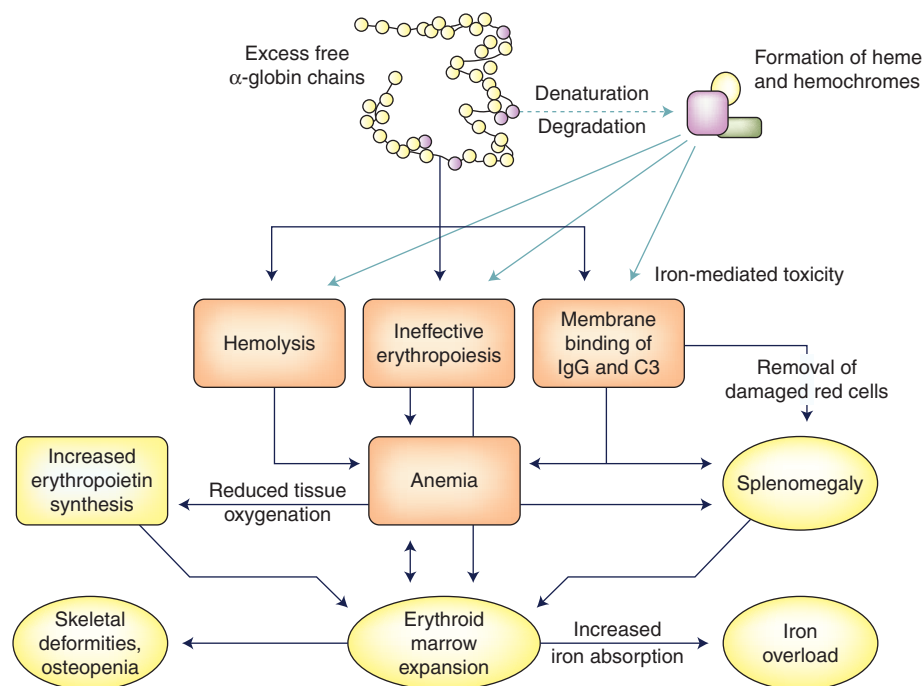 Excess free
α-globin chains
Denaturation
Degradation
Formation of heme
and hemochromes
Iron-mediated toxicity
Hemolysis
Ineffective
erythropoiesis
Membrane
binding of
IgG and C3
Removal of
damaged red cells
Increased
erythropoietin
synthesis
Reduced tissue
oxygenation
Anemia
Splenomegaly
Skeletal
deformities,
osteopenia
Erythroid
marrow
expansion
Increased
iron absorption
Iron
overload